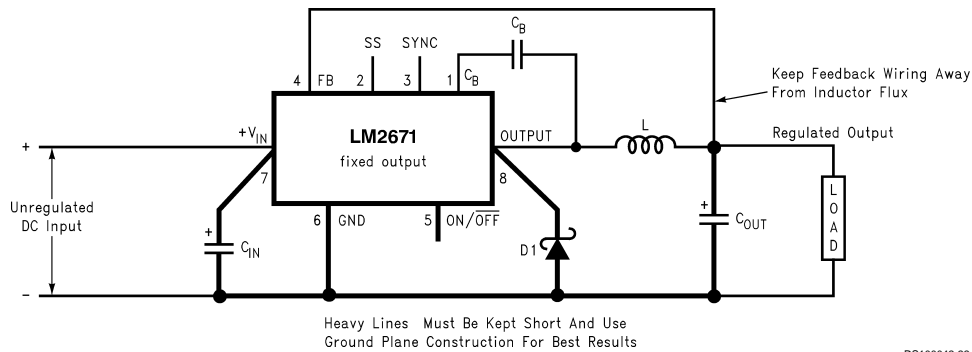 C_B
SS SYNC
4 FB 2 3 1 C_B
Keep Feedback Wiring Away
From Inductor Flux
+V_IN LM2671 OUTPUT L Regulated Output
fixed output
+
7 8
Unregulated
DC Input
6 GND 5 ON/O̅F̅F̅
LOAD
+ C_IN D1 + C_OUT
-
Heavy Lines Must Be Kept Short And Use
Ground Plane Construction For Best Results